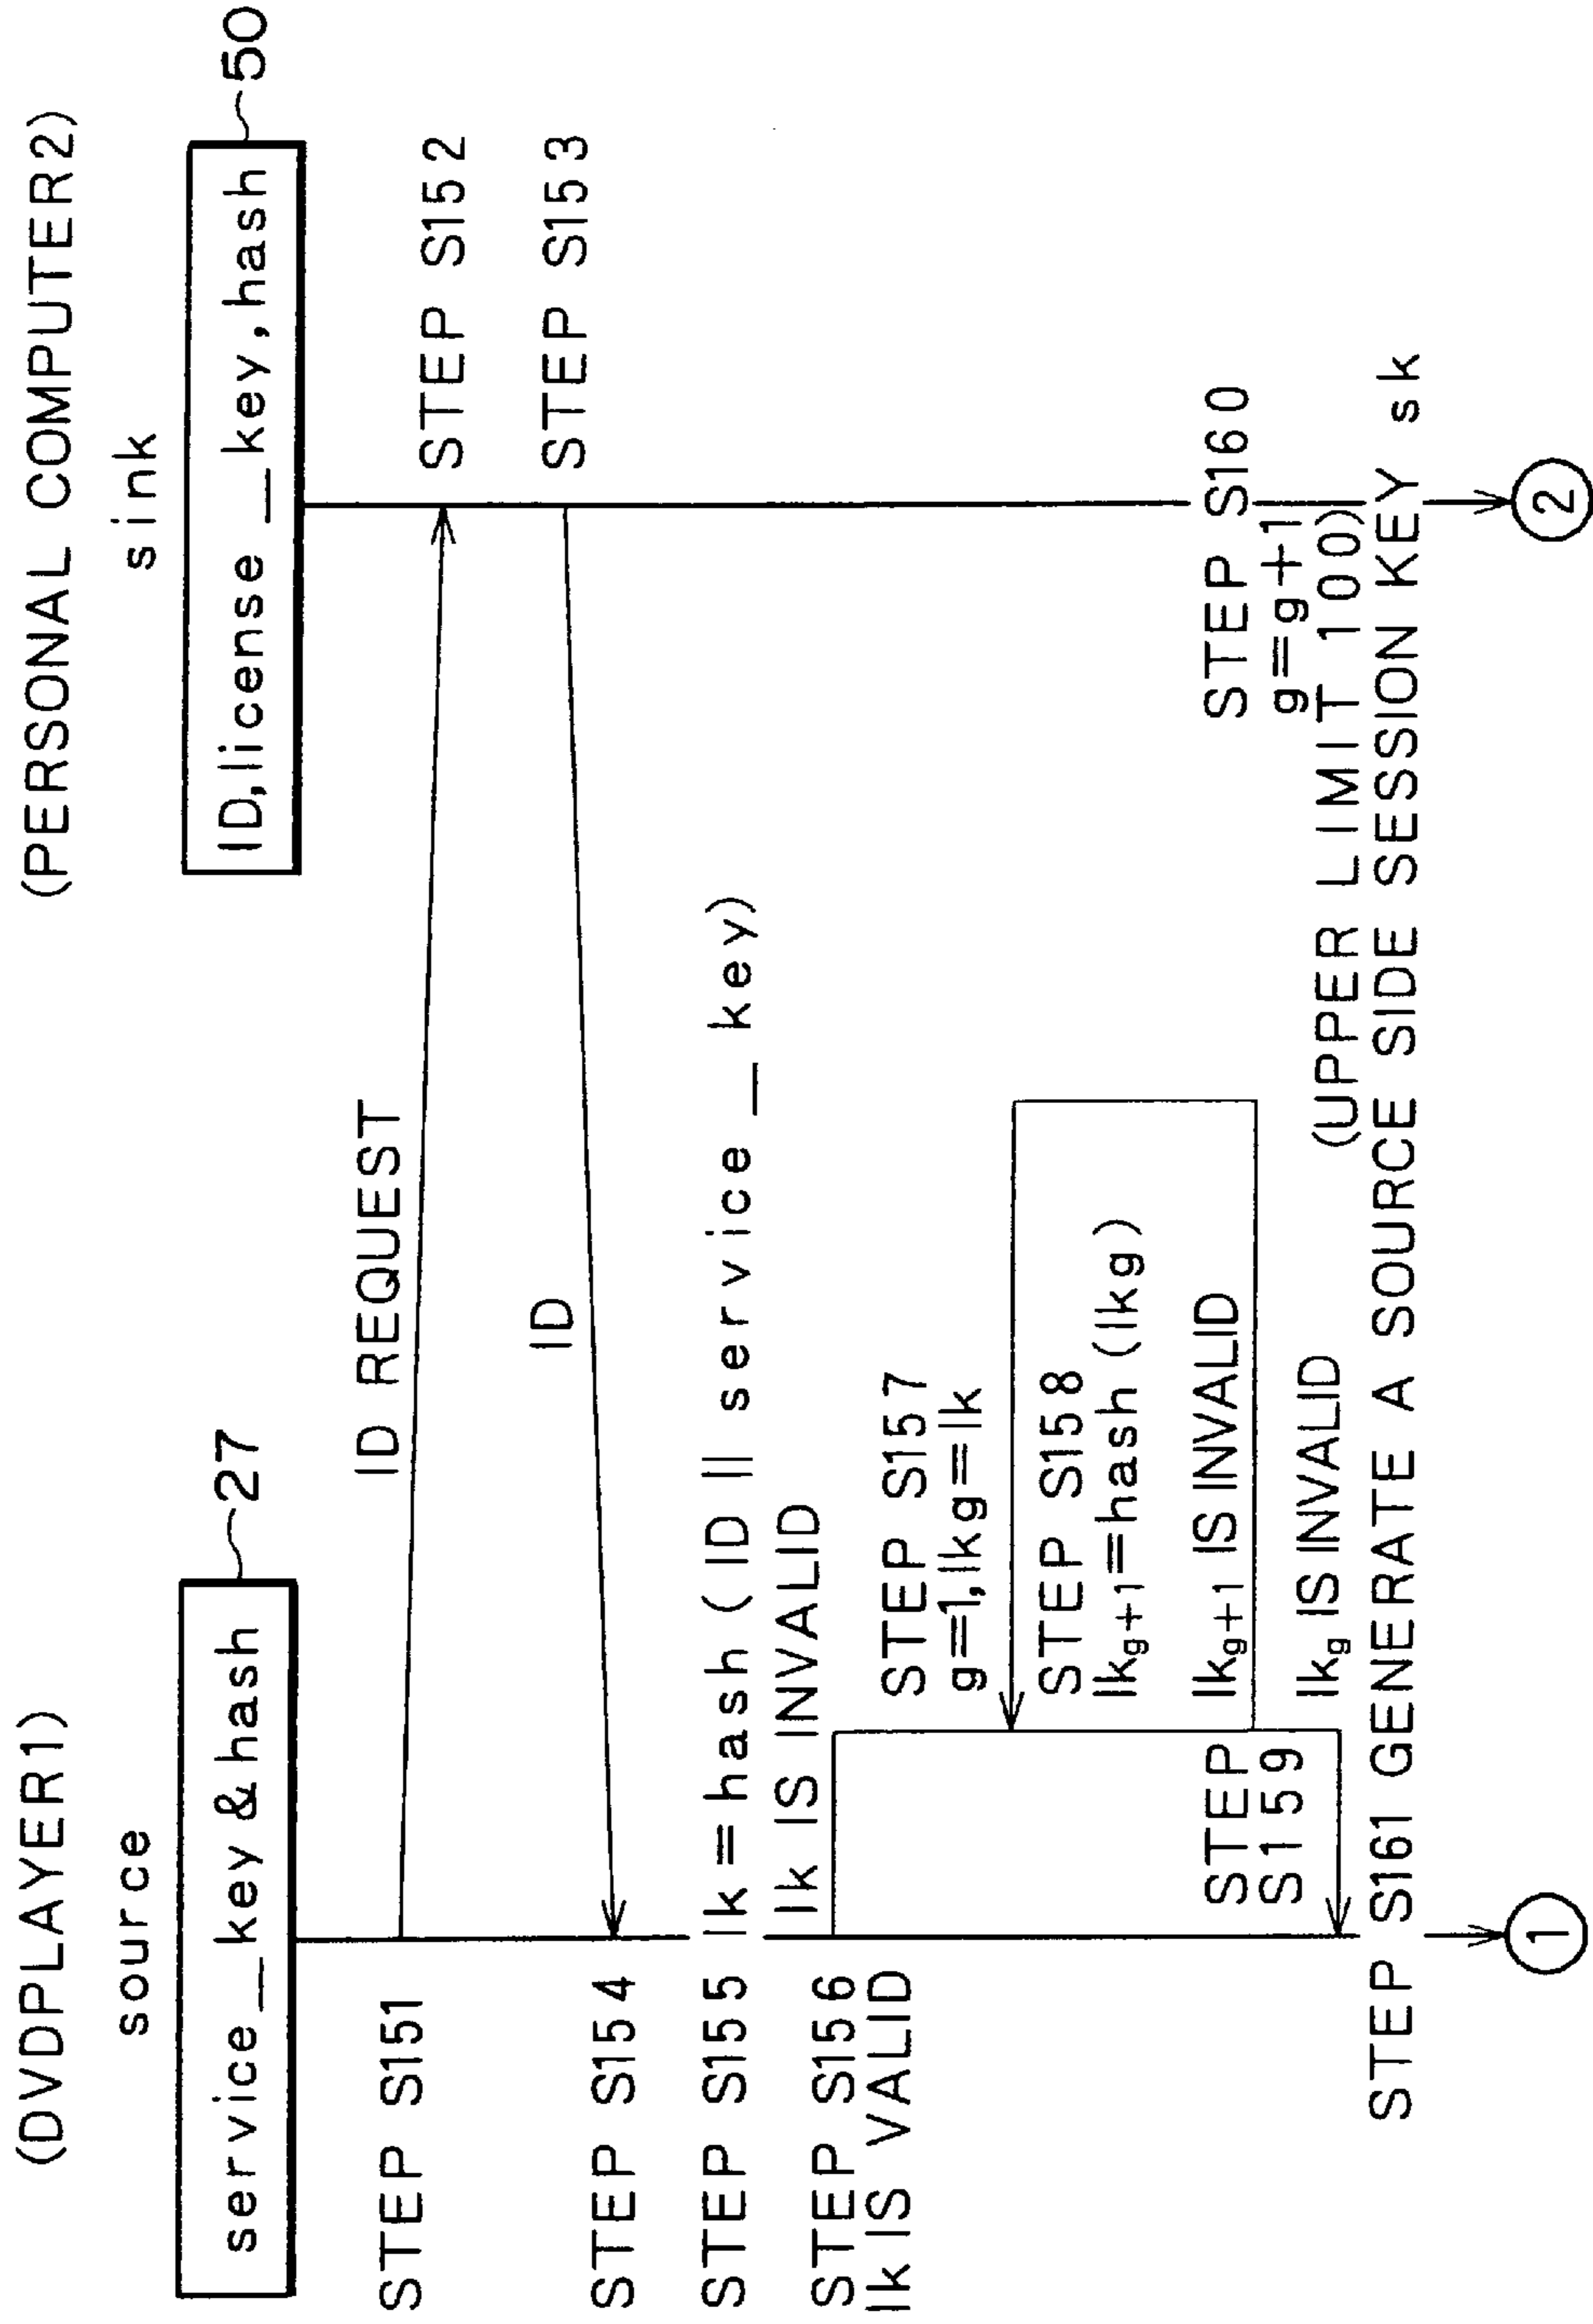 (DVDPLAYER1)
(PERSONAL COMPUTER2)
source
sink
service_key&hash
27
ID,license_key,hash
50
STEP S151
ID REQUEST
STEP S152
ID
STEP S153
STEP S154
STEP S155 lk=hash(ID||service_key)
lk IS INVALID
STEP S156
lk IS VALID
STEP S157
g=1,lkg=lk
STEP S158
lkg+1=hash(lkg)
lkg+1 IS INVALID
STEP
S159
lkg IS INVALID
STEP S160
g=g+1
(UPPER LIMIT 100)
STEP S161 GENERATE A SOURCE SIDE SESSION KEY sk
1
2